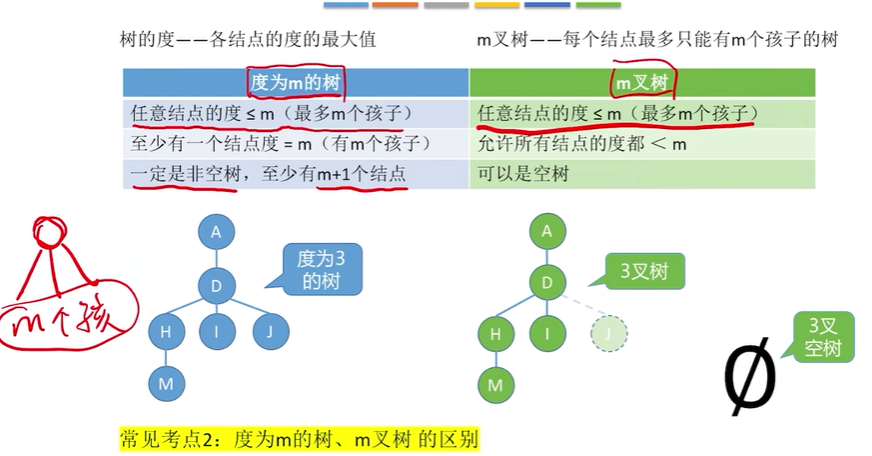 树的度——各结点的度的最大值
m叉树——每个结点最多只能有m个孩子的树
度为m的树
m叉树
任意结点的度 ≤ m（最多m个孩子）
任意结点的度 ≤ m（最多m个孩子）
至少有一个结点度 = m（有m个孩子）
允许所有结点的度都 < m
一定是非空树，至少有m+1个结点
可以是空树
m个孩
A
D
H
I
J
M
度为3
的树
A
D
H
I
J
M
3叉树
Ø
3叉
空树
常见考点2：度为m的树、m叉树 的区别